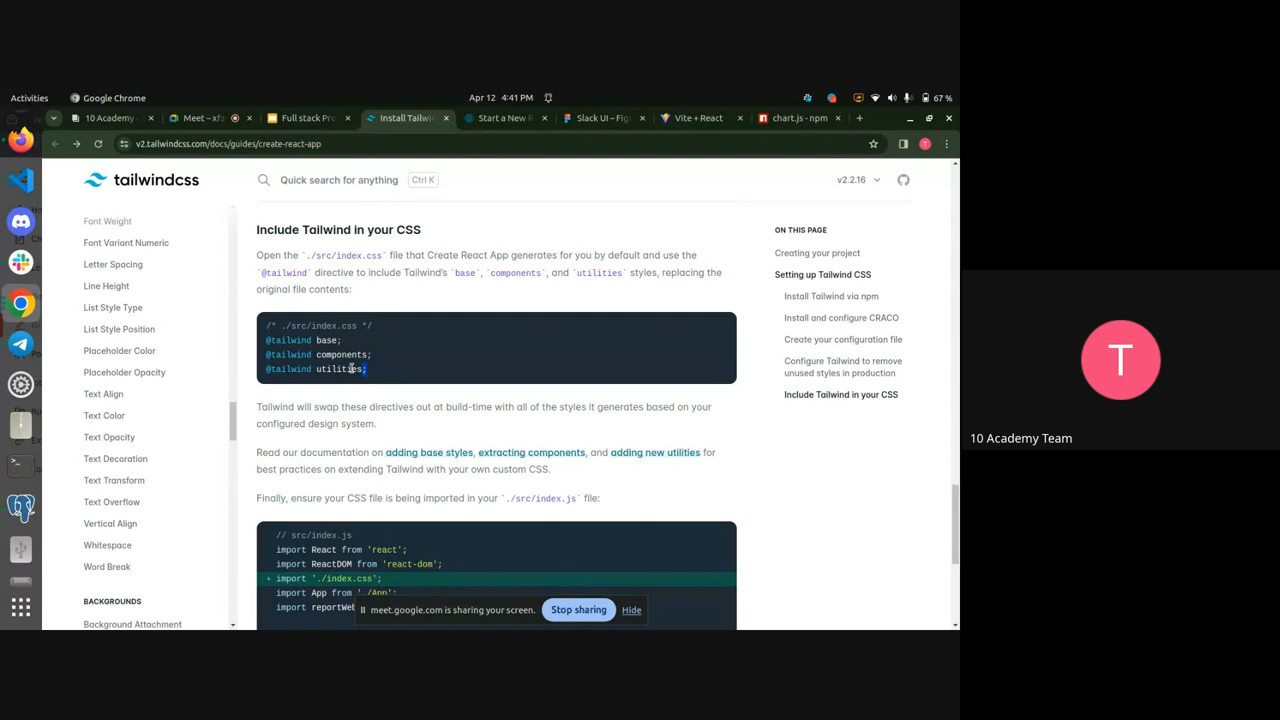 Activities
Google Chrome
Apr 12 4:41 PM
67 %
10 Academy
Meet – xfz
Full stack Pro
Install Tailwi
Start a New R
Slack UI – Fig
Vite + React
chart.js - npm
v2.tailwindcss.com/docs/guides/create-react-app
tailwindcss
Quick search for anything
Ctrl K
v2.2.16
Font Weight
Font Variant Numeric
Letter Spacing
Line Height
List Style Type
List Style Position
Placeholder Color
Placeholder Opacity
Text Align
Text Color
Text Opacity
Text Decoration
Text Transform
Text Overflow
Vertical Align
Whitespace
Word Break
BACKGROUNDS
Background Attachment
Include Tailwind in your CSS
Open the `./src/index.css` file that Create React App generates for you by default and use the
`@tailwind` directive to include Tailwind's `base`, `components`, and `utilities` styles, replacing the
original file contents:
/* ./src/index.css */
@tailwind base;
@tailwind components;
@tailwind utilities;
Tailwind will swap these directives out at build-time with all of the styles it generates based on your
configured design system.
Read our documentation on adding base styles, extracting components, and adding new utilities for
best practices on extending Tailwind with your own custom CSS.
Finally, ensure your CSS file is being imported in your `./src/index.js` file:
// src/index.js
import React from 'react';
import ReactDOM from 'react-dom';
+ import './index.css';
import App from './App';
import reportWeb
meet.google.com is sharing your screen.
Stop sharing
Hide
ON THIS PAGE
Creating your project
Setting up Tailwind CSS
Install Tailwind via npm
Install and configure CRACO
Create your configuration file
Configure Tailwind to remove
unused styles in production
Include Tailwind in your CSS
T
10 Academy Team